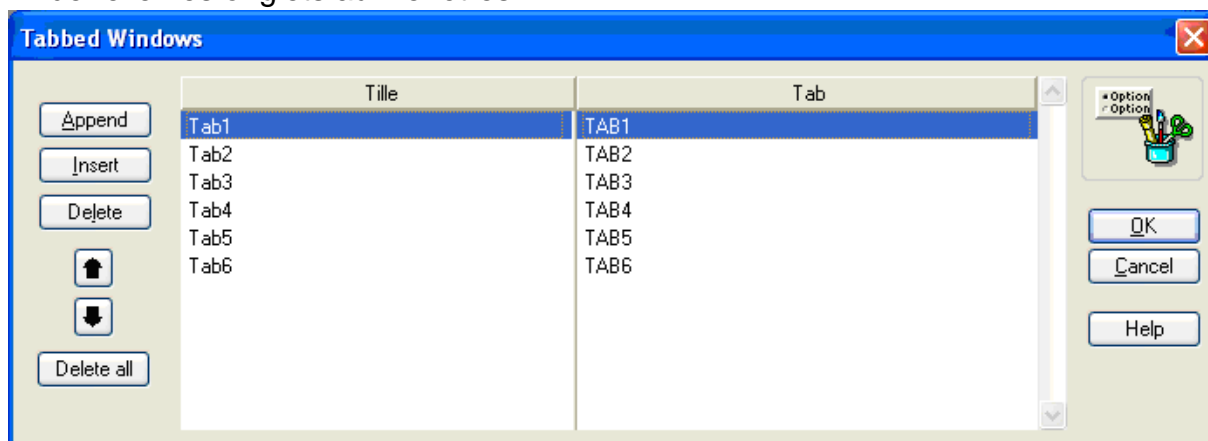 Tabbed Windows
Tille Tab
Append
Insert
Delete
Delete all
Tab1 TAB1
Tab2 TAB2
Tab3 TAB3
Tab4 TAB4
Tab5 TAB5
Tab6 TAB6
Option
Option
OK
Cancel
Help